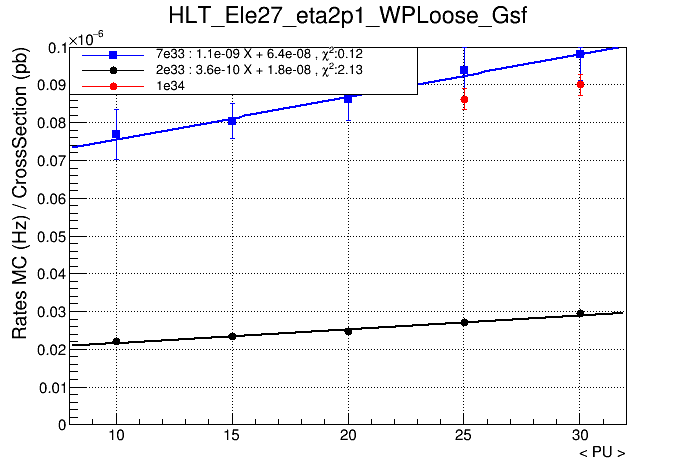 HLT_Ele27_eta2p1_WPLoose_Gsf
×10⁻⁶
7e33 : 1.1e-09 X + 6.4e-08 , χ²:0.12
2e33 : 3.6e-10 X + 1.8e-08 , χ²:2.13
1e34
Rates MC (Hz) / CrossSection (pb)
0.1
0.09
0.08
0.07
0.06
0.05
0.04
0.03
0.02
0.01
0
10 15 20 25 30
< PU >